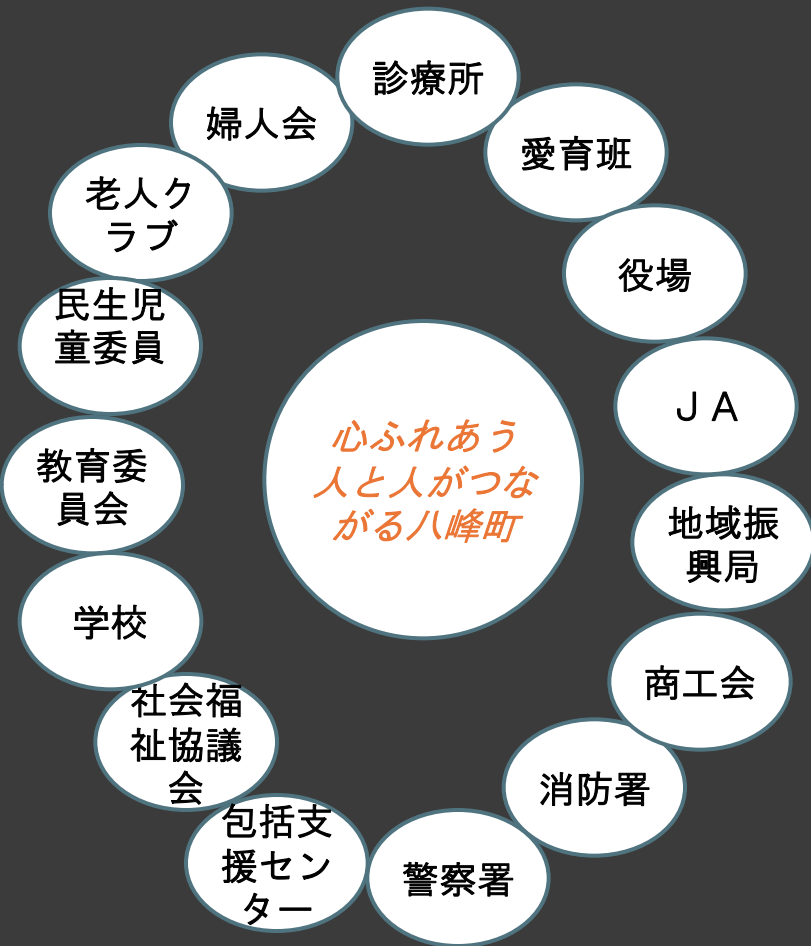 診療所
愛育班
役場
ＪＡ
地域振
興局
商工会
消防署
警察署
包括支
援セン
ター
社会福
祉協議
会
学校
教育委
員会
民生児
童委員
老人ク
ラブ
婦人会
心ふれあう
人と人がつな
がる八峰町